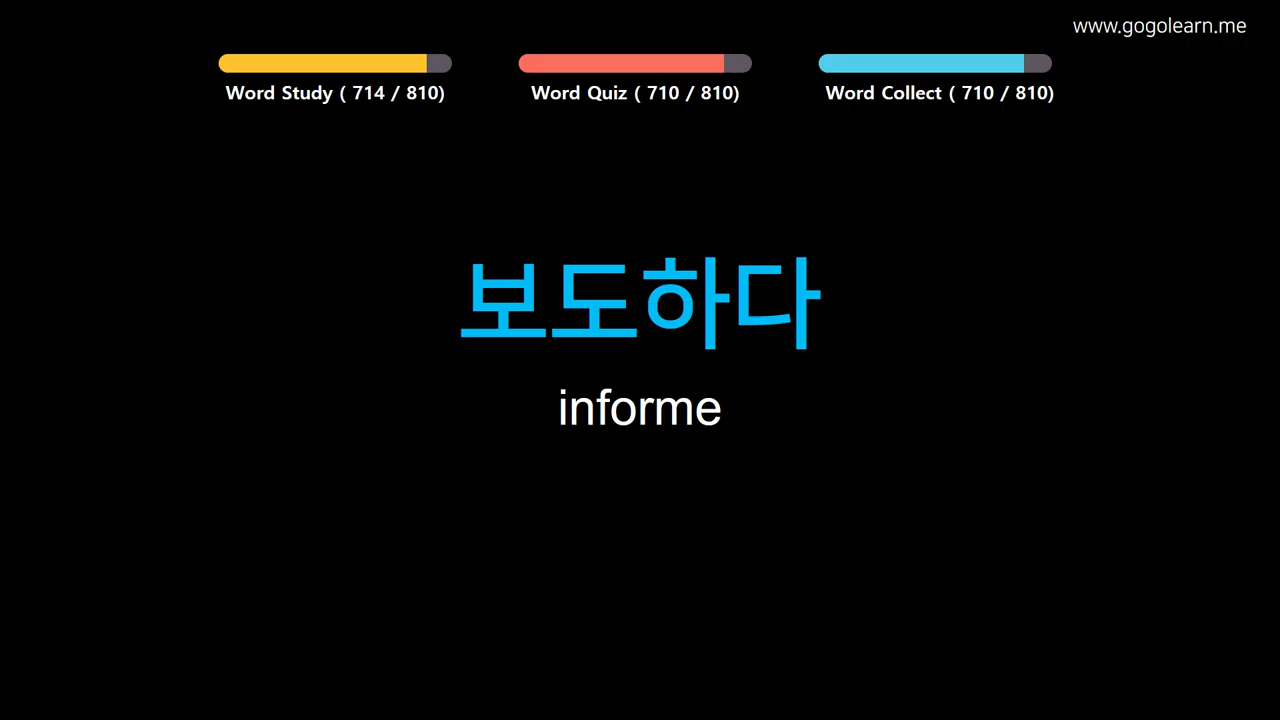 www.gogolearn.me
Word Study ( 714 / 810)
Word Quiz ( 710 / 810)
Word Collect ( 710 / 810)
보도하다
informe